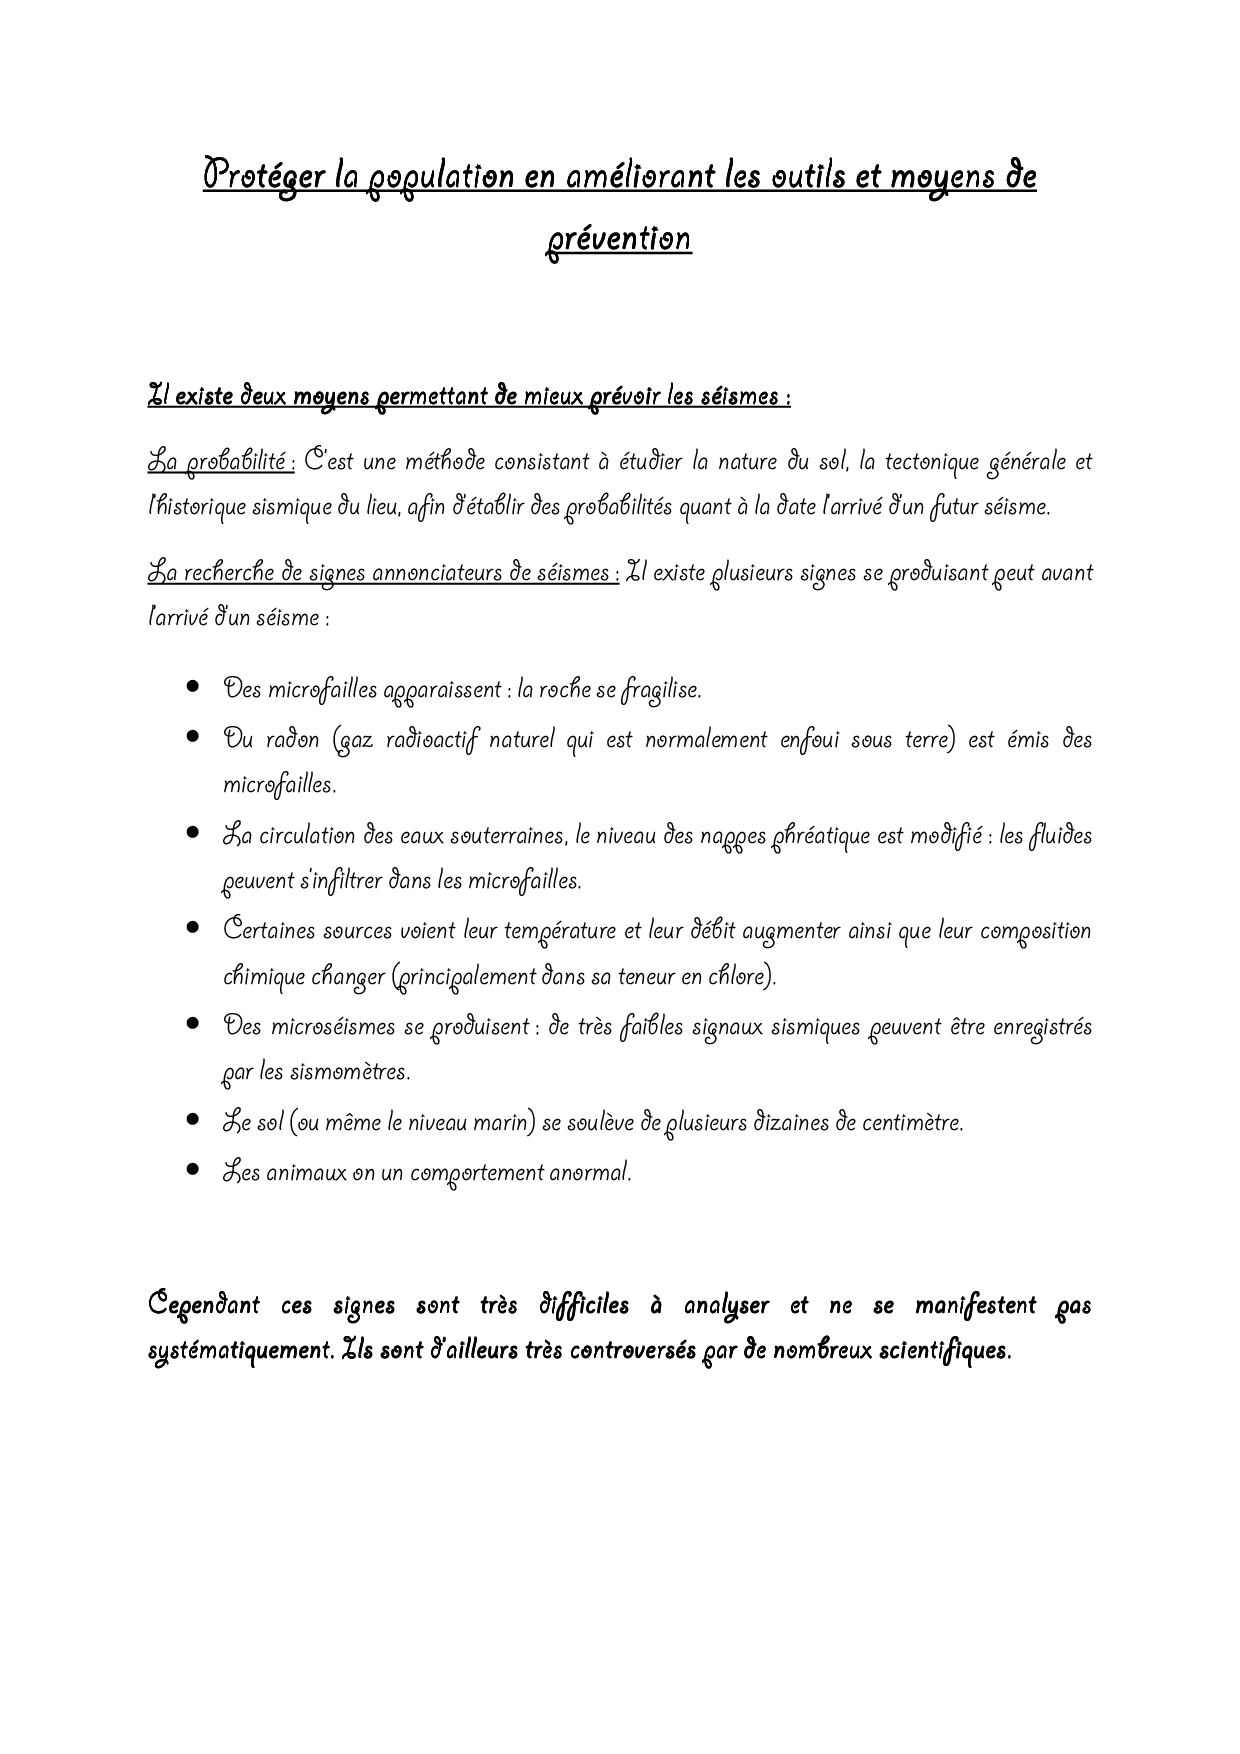 Protéger la population en améliorant les outils et moyens de
prévention
Il existe deux moyens permettant de mieux prévoir les séismes :
La probabilité : C'est une méthode consistant à étudier la nature du sol, la tectonique générale et
l'historique sismique du lieu, afin d'établir des probabilités quant à la date l'arrivé d'un futur séisme.
La recherche de signes annonciateurs de séismes : Il existe plusieurs signes se produisant peut avant
l'arrivé d'un séisme :
• Des microfailles apparaissent : la roche se fragilise.
• Du radon (gaz radioactif naturel qui est normalement enfoui sous terre) est émis des
microfailles.
• La circulation des eaux souterraines, le niveau des nappes phréatique est modifié : les fluides
peuvent s'infiltrer dans les microfailles.
• Certaines sources voient leur température et leur débit augmenter ainsi que leur composition
chimique changer (principalement dans sa teneur en chlore).
• Des microséismes se produisent : de très faibles signaux sismiques peuvent être enregistrés
par les sismomètres.
• Le sol (ou même le niveau marin) se soulève de plusieurs dizaines de centimètre.
• Les animaux on un comportement anormal.
Cependant ces signes sont très difficiles à analyser et ne se manifestent pas
systématiquement. Ils sont d'ailleurs très controversés par de nombreux scientifiques.